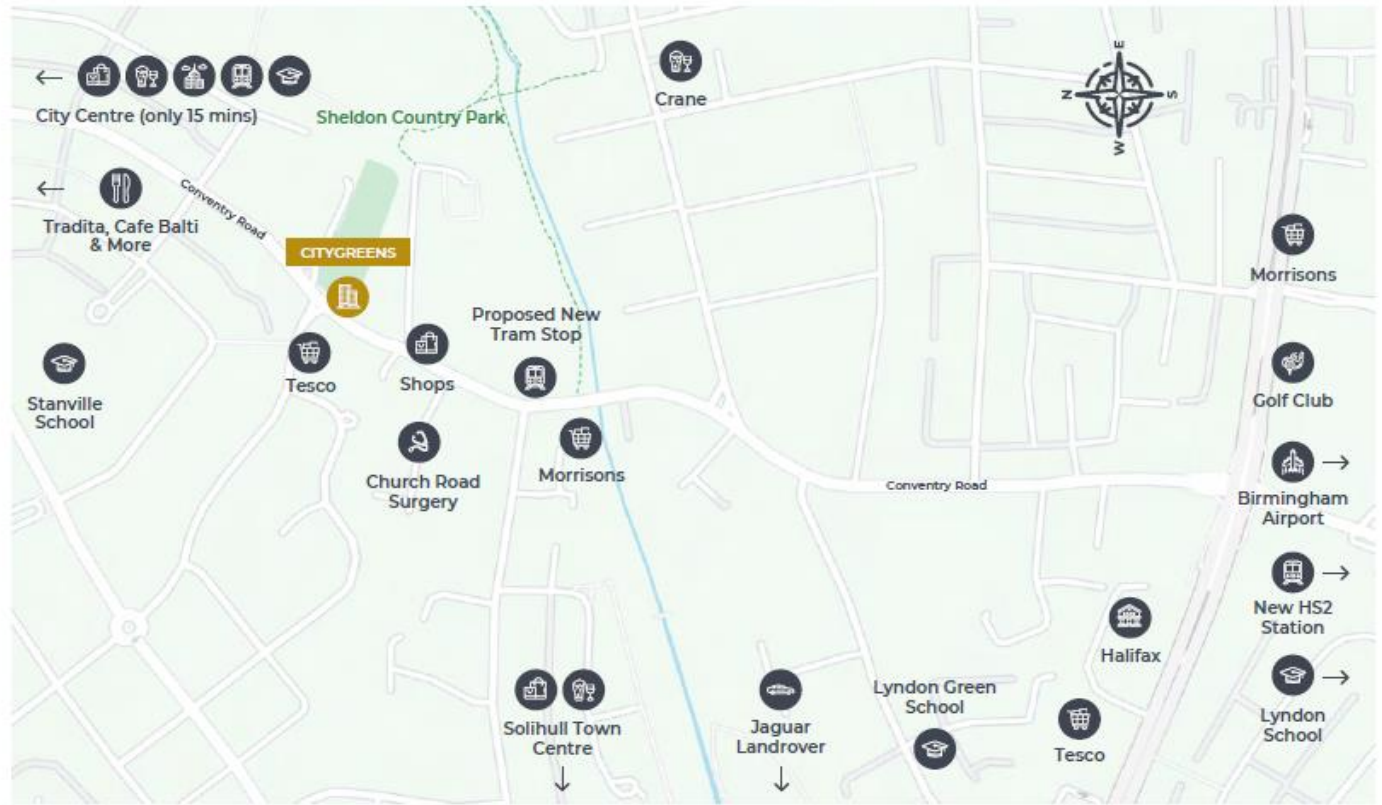 City Centre (only 15 mins)
Sheldon Country Park
Crane
E
N
S
W
Tradita, Cafe Balti
& More
Conventry Road
CITYGREENS
Morrisons
Proposed New
Tram Stop
Tesco
Shops
Stanville
School
Golf Club
Church Road
Surgery
Morrisons
Conventry Road
Birmingham
Airport
New HS2
Station
Halifax
Solihull Town
Centre
Jaguar
Landrover
Lyndon Green
School
Tesco
Lyndon
School